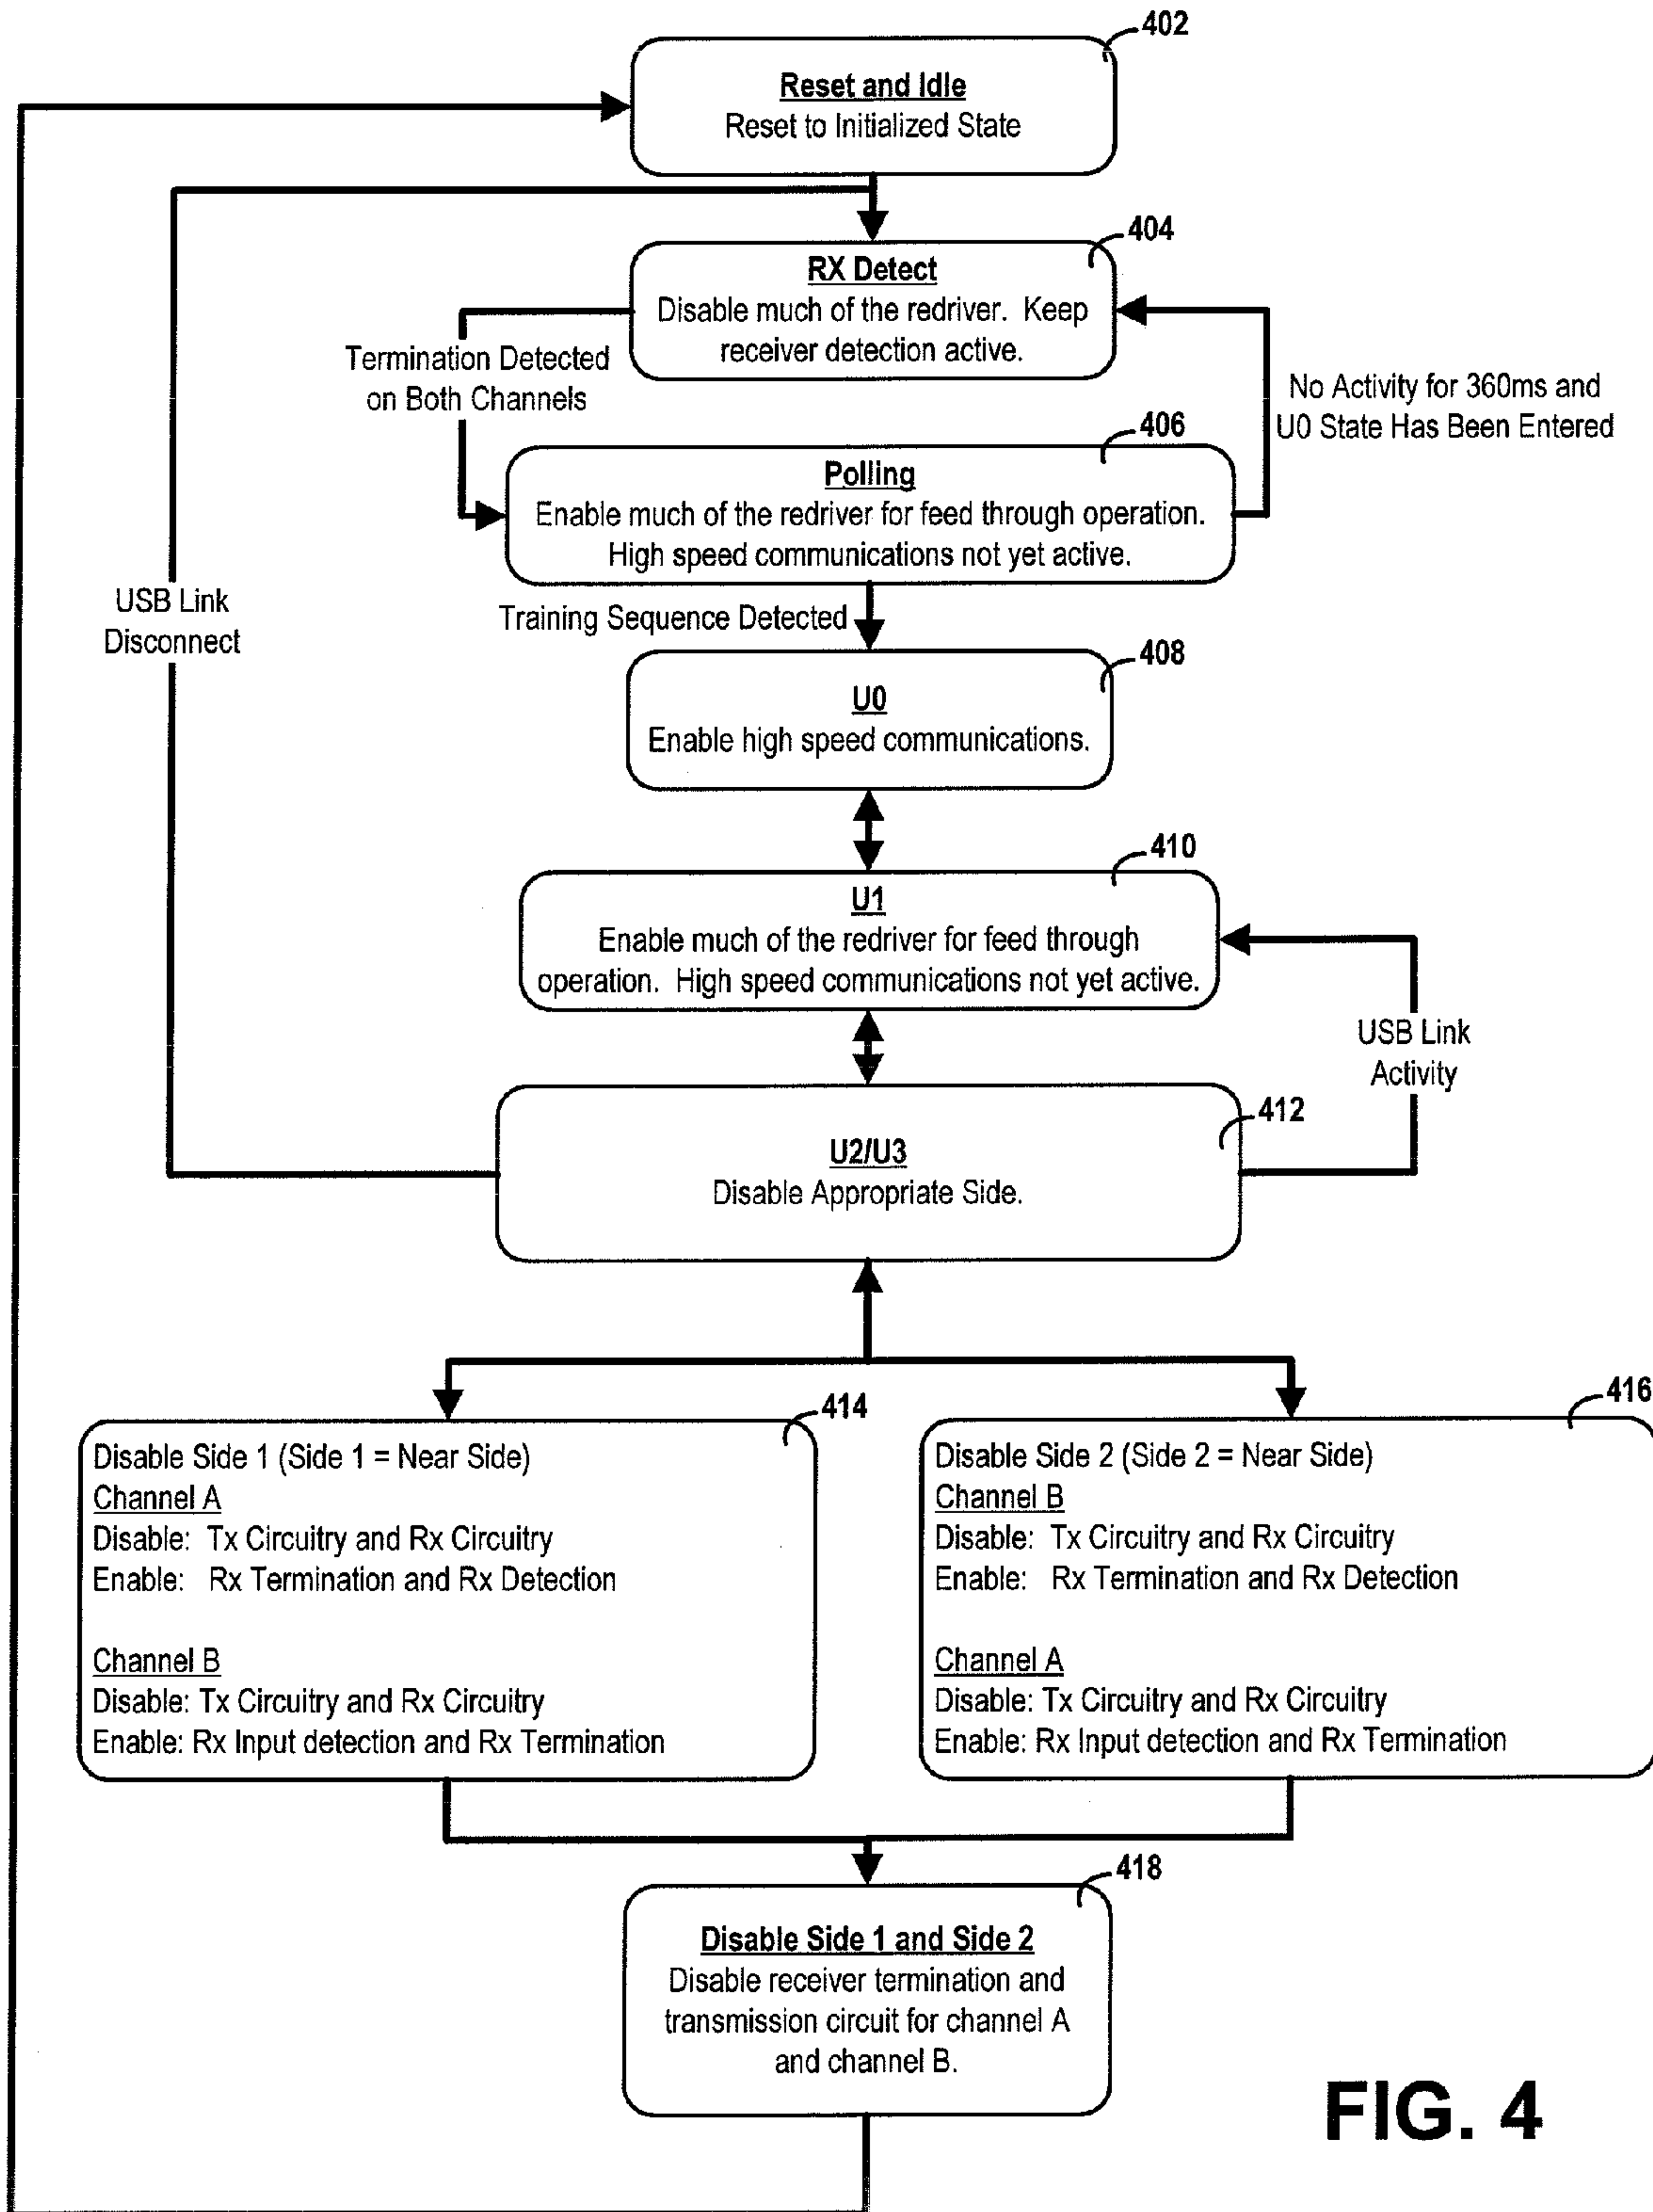 402
Reset and Idle
Reset to Initialized State
404
RX Detect
Disable much of the redriver. Keep
receiver detection active.
Termination Detected
on Both Channels
No Activity for 360ms and
U0 State Has Been Entered
406
Polling
Enable much of the redriver for feed through operation.
High speed communications not yet active.
USB Link
Disconnect
Training Sequence Detected
408
U0
Enable high speed communications.
410
U1
Enable much of the redriver for feed through
operation. High speed communications not yet active.
USB Link
Activity
412
U2/U3
Disable Appropriate Side.
414
Disable Side 1 (Side 1 = Near Side)
Channel A
Disable: Tx Circuitry and Rx Circuitry
Enable: Rx Termination and Rx Detection
Channel B
Disable: Tx Circuitry and Rx Circuitry
Enable: Rx Input detection and Rx Termination
416
Disable Side 2 (Side 2 = Near Side)
Channel B
Disable: Tx Circuitry and Rx Circuitry
Enable: Rx Termination and Rx Detection
Channel A
Disable: Tx Circuitry and Rx Circuitry
Enable: Rx Input detection and Rx Termination
418
Disable Side 1 and Side 2
Disable receiver termination and
transmission circuit for channel A
and channel B.
FIG. 4